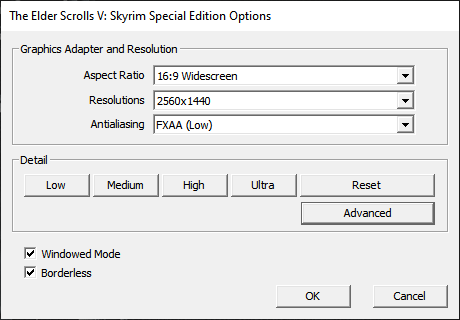 The Elder Scrolls V: Skyrim Special Edition Options
Graphics Adapter and Resolution
Aspect Ratio 16:9 Widescreen
Resolutions 2560x1440
Antialiasing FXAA (Low)
Detail
Low Medium High Ultra Reset
Advanced
Windowed Mode
Borderless
OK Cancel